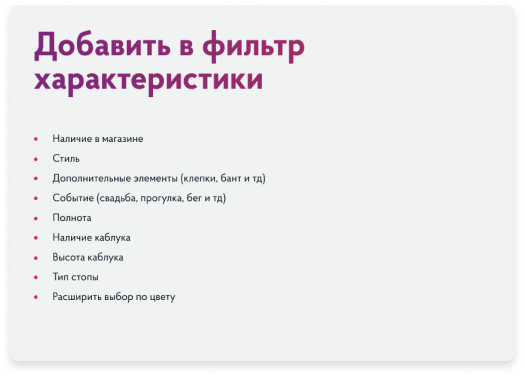 Добавить в фильтр
характеристики
Наличие в магазине
Стиль
Дополнительные элементы (клепки, бант и тд)
Событие (свадьба, прогулка, бег и тд)
Полнота
Наличие каблука
Высота каблука
Тип стопы
Расширить выбор по цвету